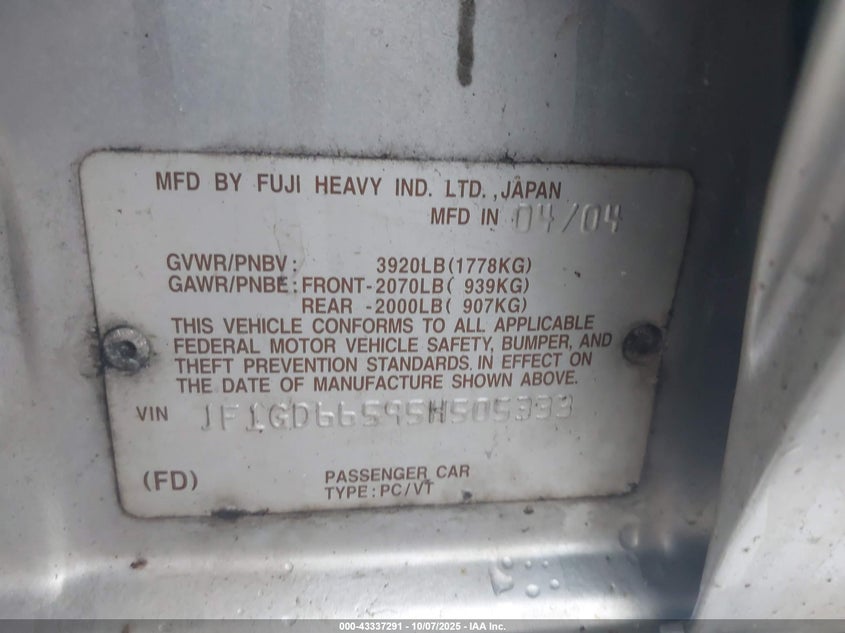 MFD BY FUJI HEAVY IND. LTD., JAPAN
MFD IN 04/04
GVWR/PNBV: 3920LB(1778KG)
GAWR/PNBE: FRONT-2070LB( 939KG)
REAR -2000LB( 907KG)
THIS VEHICLE CONFORMS TO ALL APPLICABLE
FEDERAL MOTOR VEHICLE SAFETY, BUMPER, AND
THEFT PREVENTION STANDARDS IN EFFECT ON
THE DATE OF MANUFACTURE SHOWN ABOVE.
VIN JF1GD66595H505333
(FD) PASSENGER CAR
TYPE: PC/VT
000-43337291 - 10/07/2025 - IAA Inc.